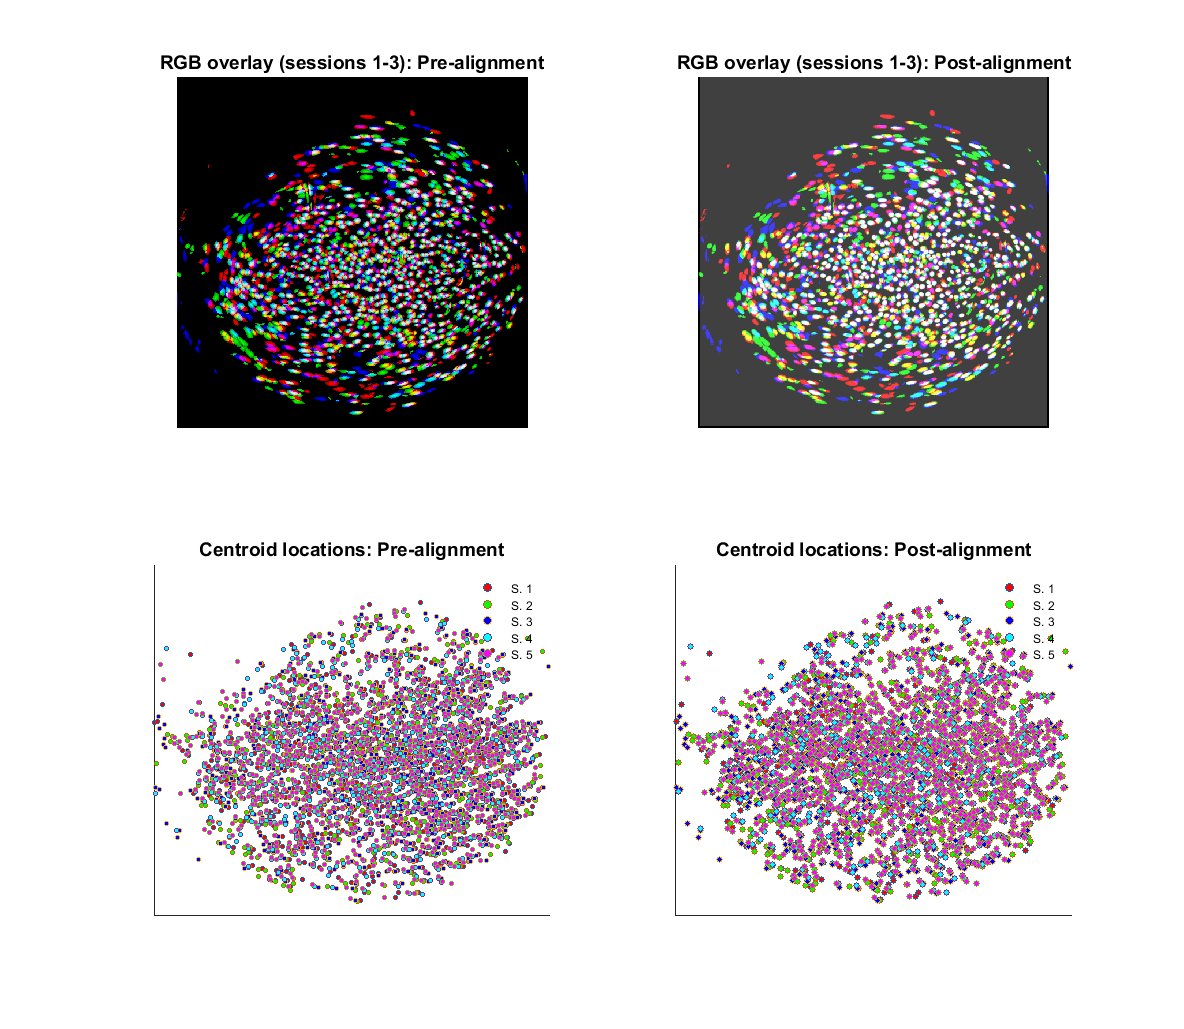 RGB overlay (sessions 1-3): Pre-alignment
RGB overlay (sessions 1-3): Post-alignment
Centroid locations: Pre-alignment
S. 1
S. 2
S. 3
S. 4
S. 5
Centroid locations: Post-alignment
S. 1
S. 2
S. 3
S. 4
S. 5